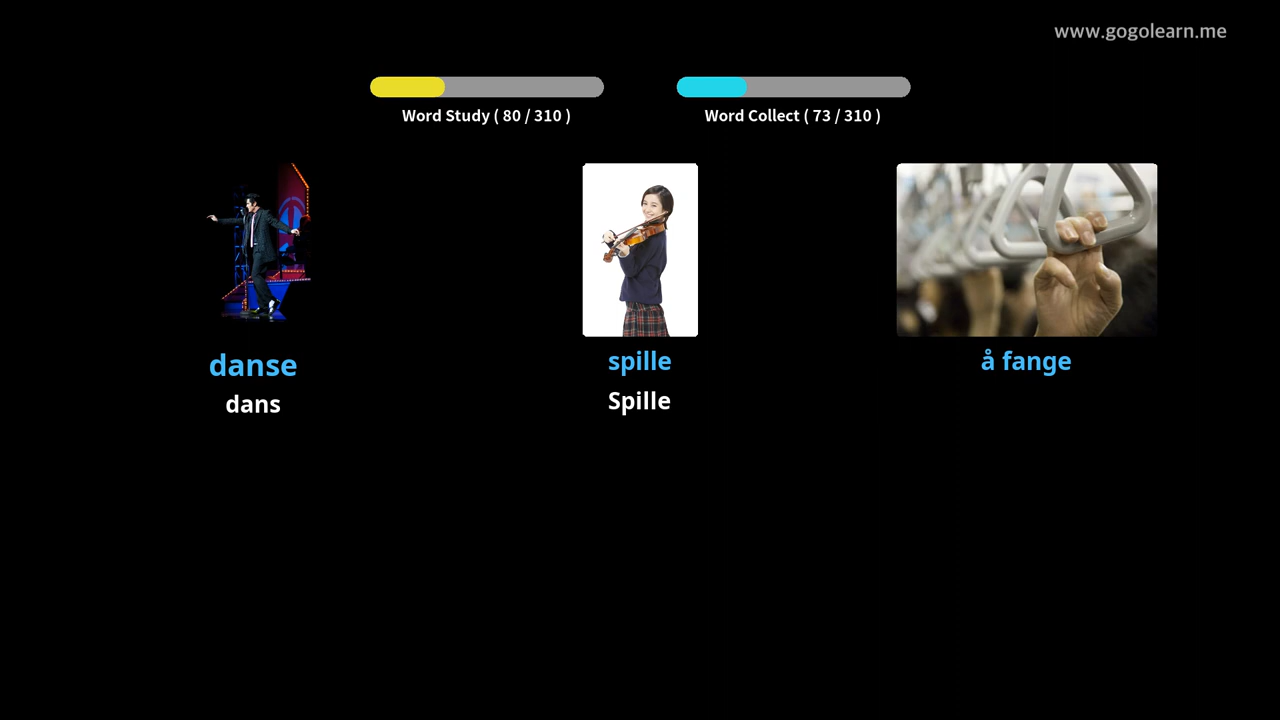 www.gogolearn.me
Word Study ( 80 / 310 )
Word Collect ( 73 / 310 )
danse
dans
spille
Spille
å fange